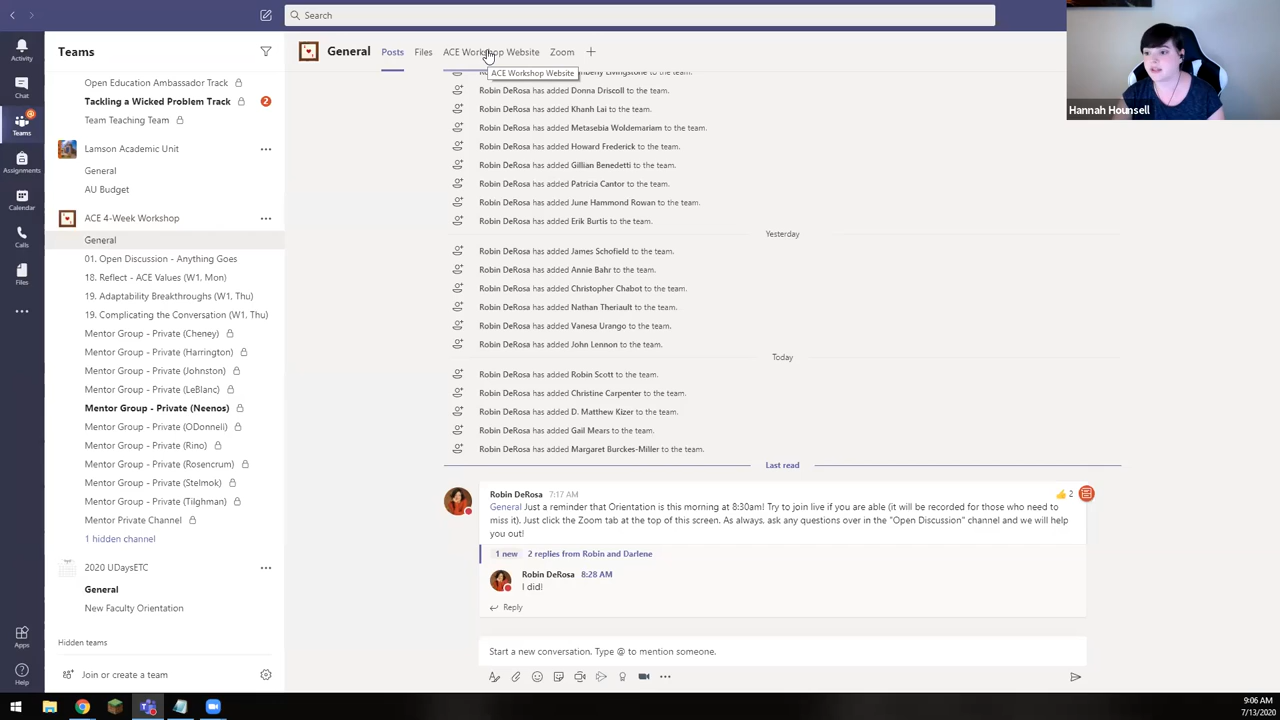 Search
Hannah Hounsell
Activity
Chat
Teams
3
Assignments
Calendar
Calls
Files
Apps
Help
Teams
Open Education Ambassador Track
Tackling a Wicked Problem Track 2
Team Teaching Team
Lamson Academic Unit
General
AU Budget
ACE 4-Week Workshop
General
01. Open Discussion - Anything Goes
18. Reflect - ACE Values (W1, Mon)
19. Adaptability Breakthroughs (W1, Thu)
19. Complicating the Conversation (W1, Thu)
Mentor Group - Private (Cheney)
Mentor Group - Private (Harrington)
Mentor Group - Private (Johnston)
Mentor Group - Private (LeBlanc)
Mentor Group - Private (Neenos)
Mentor Group - Private (ODonnell)
Mentor Group - Private (Rino)
Mentor Group - Private (Rosencrum)
Mentor Group - Private (Stelmok)
Mentor Group - Private (Tilghman)
Mentor Private Channel
1 hidden channel
2020 UDaysETC
General
New Faculty Orientation
Hidden teams
Join or create a team
General Posts Files ACE Workshop Website Zoom
ACE Workshop Website
Robin DeRosa has added Donna Driscoll to the team.
Robin DeRosa has added Khanh Lai to the team.
Robin DeRosa has added Metasebia Woldemariam to the team.
Robin DeRosa has added Howard Frederick to the team.
Robin DeRosa has added Gillian Benedetti to the team.
Robin DeRosa has added Patricia Cantor to the team.
Robin DeRosa has added June Hammond Rowan to the team.
Robin DeRosa has added Erik Burtis to the team.
Yesterday
Robin DeRosa has added James Schofield to the team.
Robin DeRosa has added Annie Bahr to the team.
Robin DeRosa has added Christopher Chabot to the team.
Robin DeRosa has added Nathan Theriault to the team.
Robin DeRosa has added Vanesa Urango to the team.
Robin DeRosa has added John Lennon to the team.
Today
Robin DeRosa has added Robin Scott to the team.
Robin DeRosa has added Christine Carpenter to the team.
Robin DeRosa has added D. Matthew Kizer to the team.
Robin DeRosa has added Gail Mears to the team.
Robin DeRosa has added Margaret Burckes-Miller to the team.
Last read
Robin DeRosa 7:17 AM 2
General Just a reminder that Orientation is this morning at 8:30am! Try to join live if you are able (it will be recorded for those who need to
miss it). Just click the Zoom tab at the top of this screen. As always, ask any questions over in the "Open Discussion" channel and we will help
you out!
1 new 2 replies from Robin and Darlene
Robin DeRosa 8:28 AM
I did!
Reply
Start a new conversation. Type @ to mention someone.
9:06 AM
7/13/2020